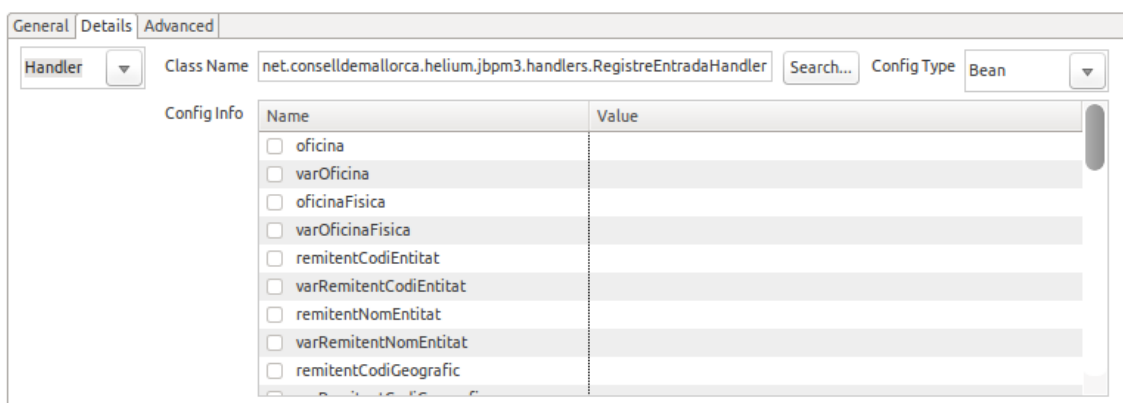 General Details Advanced
Handler Class Name net.conselldemallorca.helium.jbpm3.handlers.RegistreEntradaHandler Search... Config Type Bean
Config Info Name Value
oficina
varOficina
oficinaFisica
varOficinaFisica
remitentCodiEntitat
varRemitentCodiEntitat
remitentNomEntitat
varRemitentNomEntitat
remitentCodiGeografic